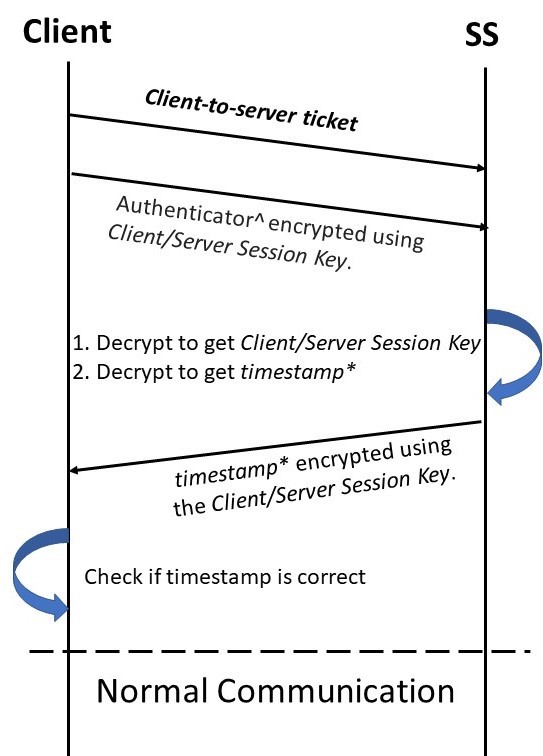 Client
SS
Client-to-server ticket
Authenticator^ encrypted using
Client/Server Session Key.
1. Decrypt to get Client/Server Session Key
2. Decrypt to get timestamp*
timestamp* encrypted using
the Client/Server Session Key.
Check if timestamp is correct
Normal Communication